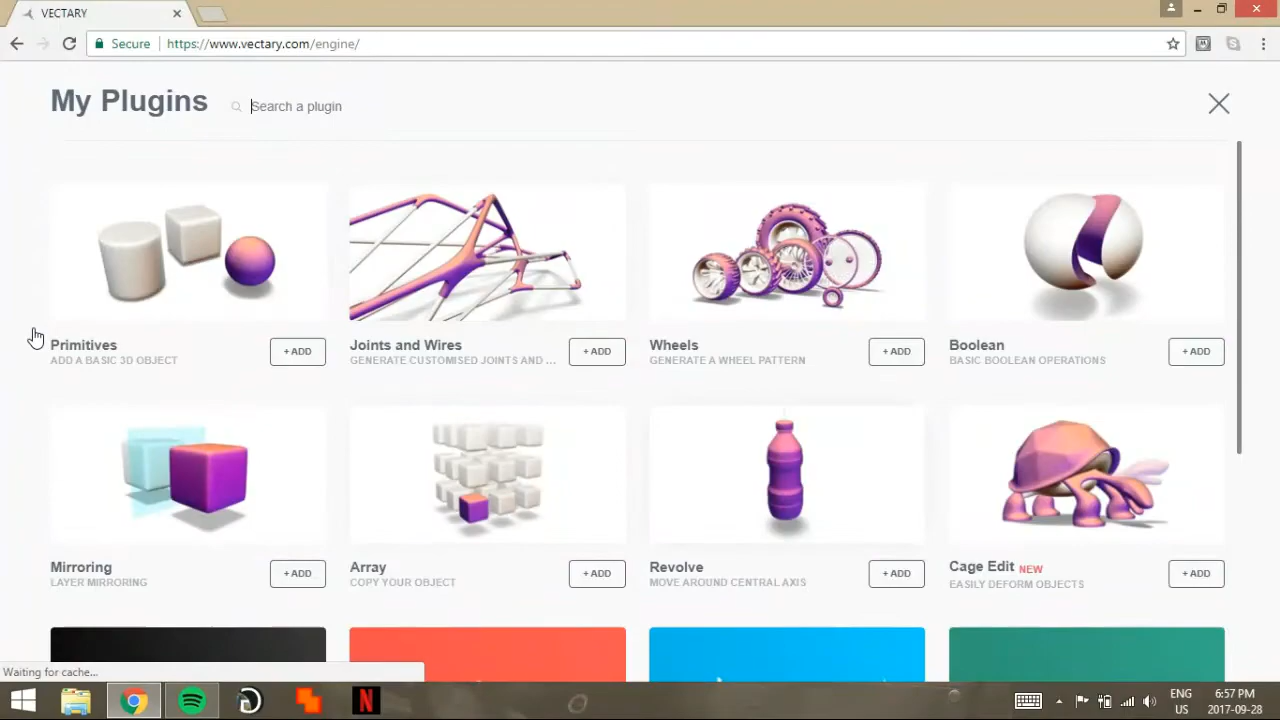 VECTARY
Secure https://www.vectary.com/engine/
My Plugins
Search a plugin
Primitives
ADD A BASIC 3D OBJECT
+ ADD
Joints and Wires
GENERATE CUSTOMISED JOINTS AND ...
+ ADD
Wheels
GENERATE A WHEEL PATTERN
+ ADD
Boolean
BASIC BOOLEAN OPERATIONS
+ ADD
Mirroring
LAYER MIRRORING
+ ADD
Array
COPY YOUR OBJECT
+ ADD
Revolve
MOVE AROUND CENTRAL AXIS
+ ADD
Cage Edit NEW
EASILY DEFORM OBJECTS
+ ADD
Waiting for cache...
N
ENG
US
6:57 PM
2017-09-28